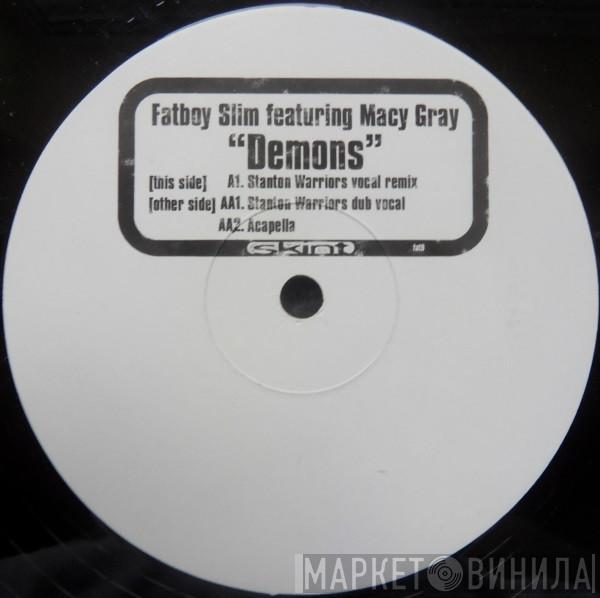 Fatboy Slim featuring Macy Gray
“Demons”
[this side] A1. Stanton Warriors vocal remix
[other side] AA1. Stanton Warriors dub vocal
AA2. Acapella
skint
МАРКЕТ ВИНИЛА